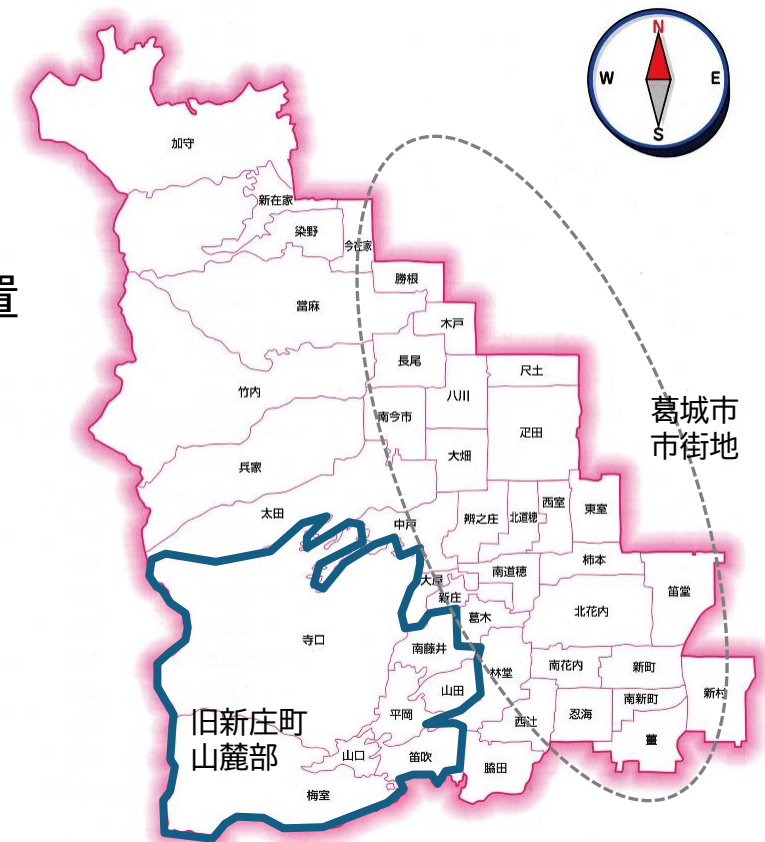 N
W
E
S
加守
新在家
染野
今在家
置
勝根
當麻
木戸
長尾
尺土
竹内
八川
南今市
葛城市
市街地
疋田
大畑
兵家
西室
東室
太田
辨之庄
北道穂
中戸
柿本
南道穂
大屋
笛堂
新庄
北花内
葛木
寺口
南藤井
林堂
南花内
新町
山田
南新町
新村
平岡
忍海
旧新庄町
山麓部
西辻
薑
山口
笛吹
脇田
梅室